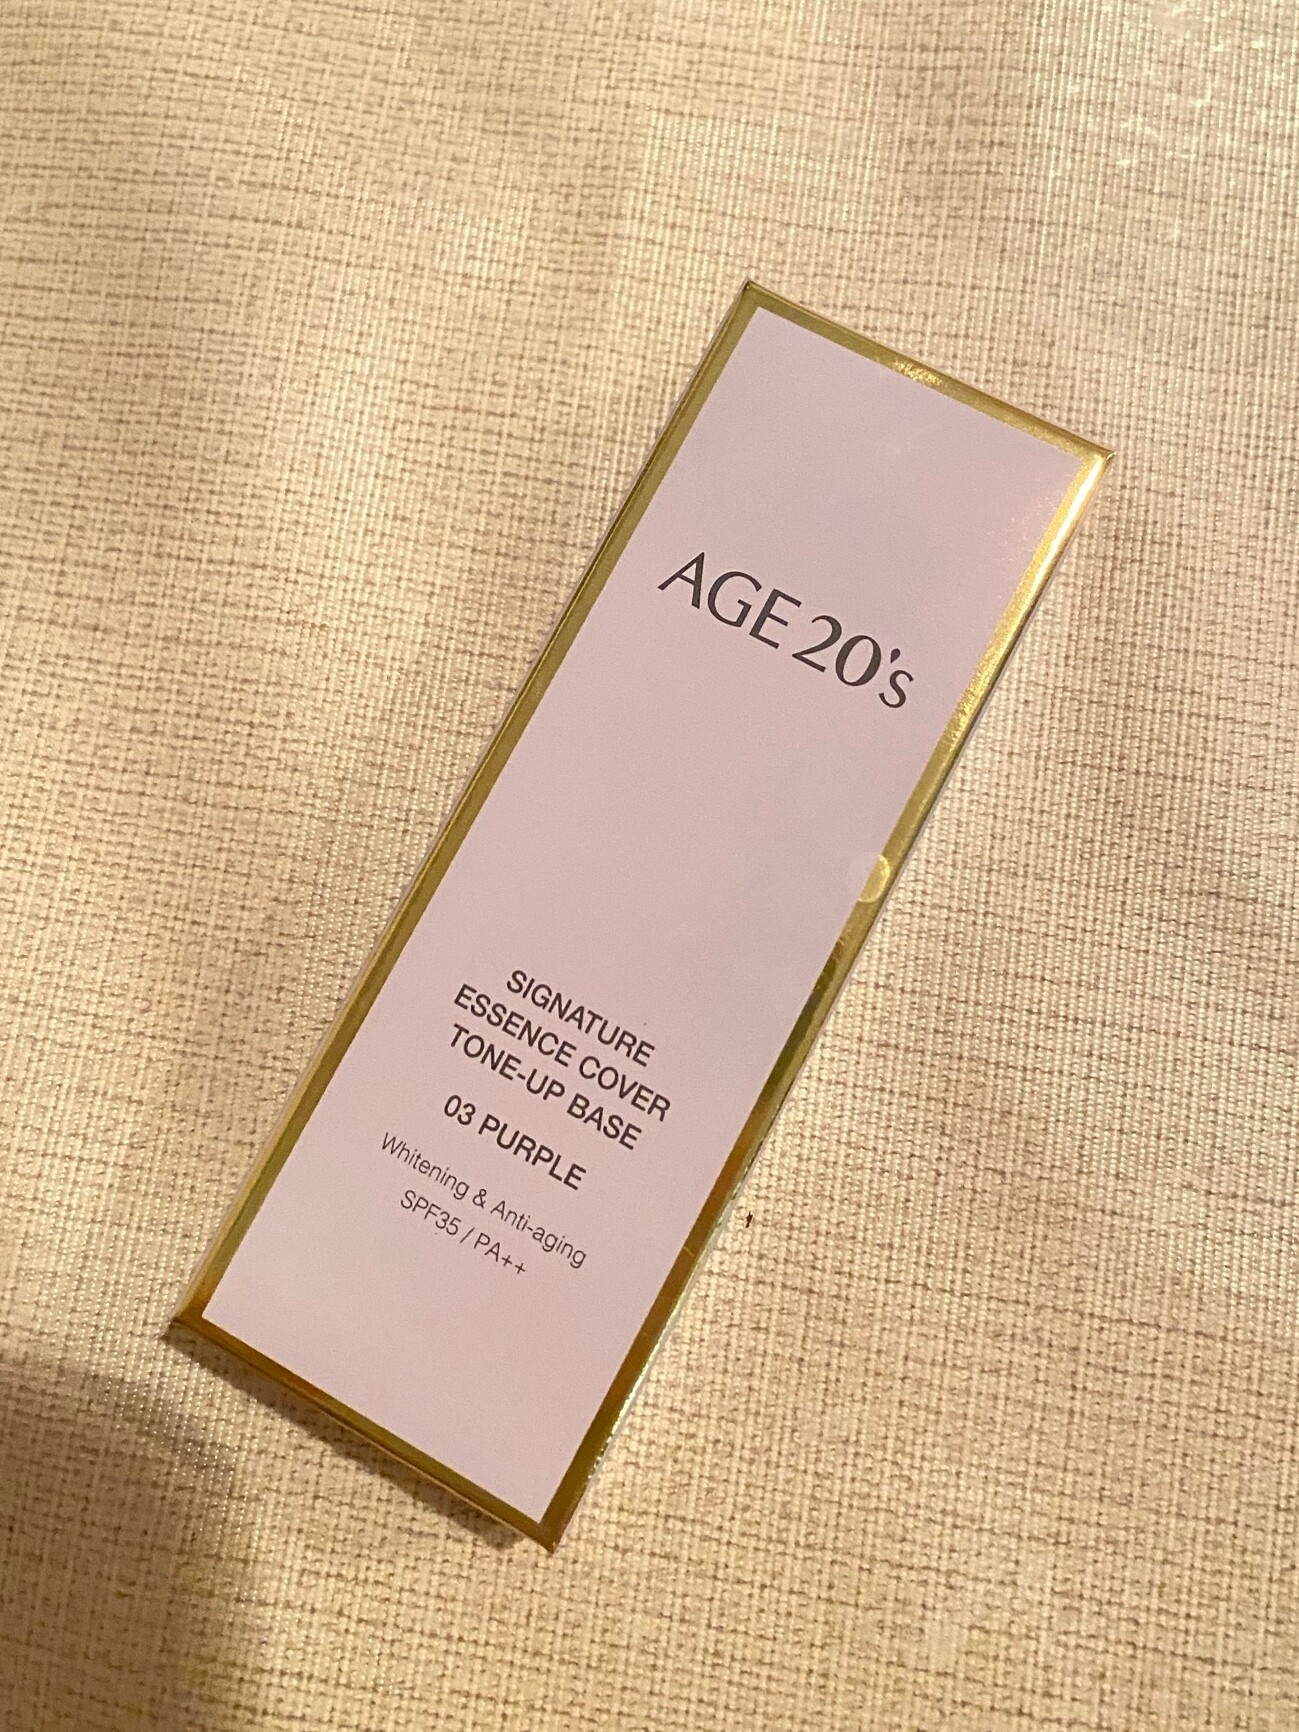 AGE 20's
SIGNATURE
ESSENCE COVER
TONE-UP BASE
03 PURPLE
Whitening & Anti-aging
SPF35 / PA++